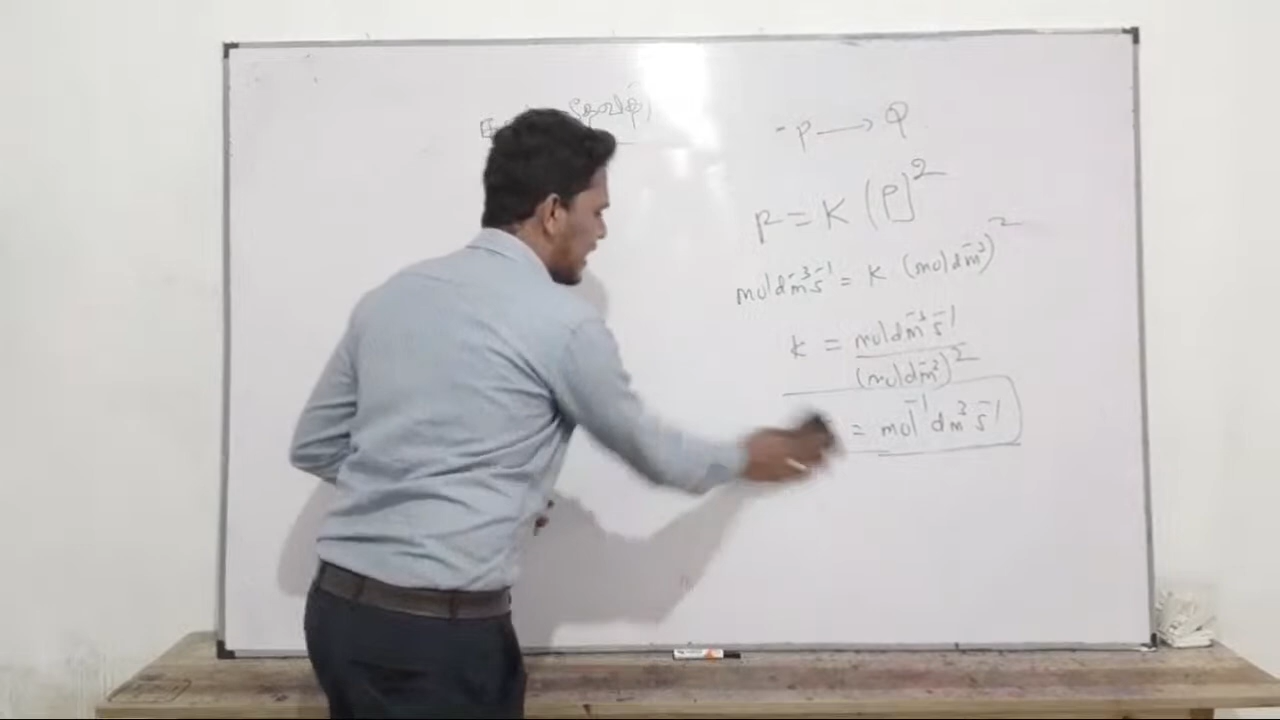 P ⟶ Q
r = K [P]²
mol dm⁻³ s⁻¹ = K (mol dm⁻³)²
K = mol dm⁻³ s⁻¹ / (mol dm⁻³)²
= mol⁻¹ dm³ s⁻¹